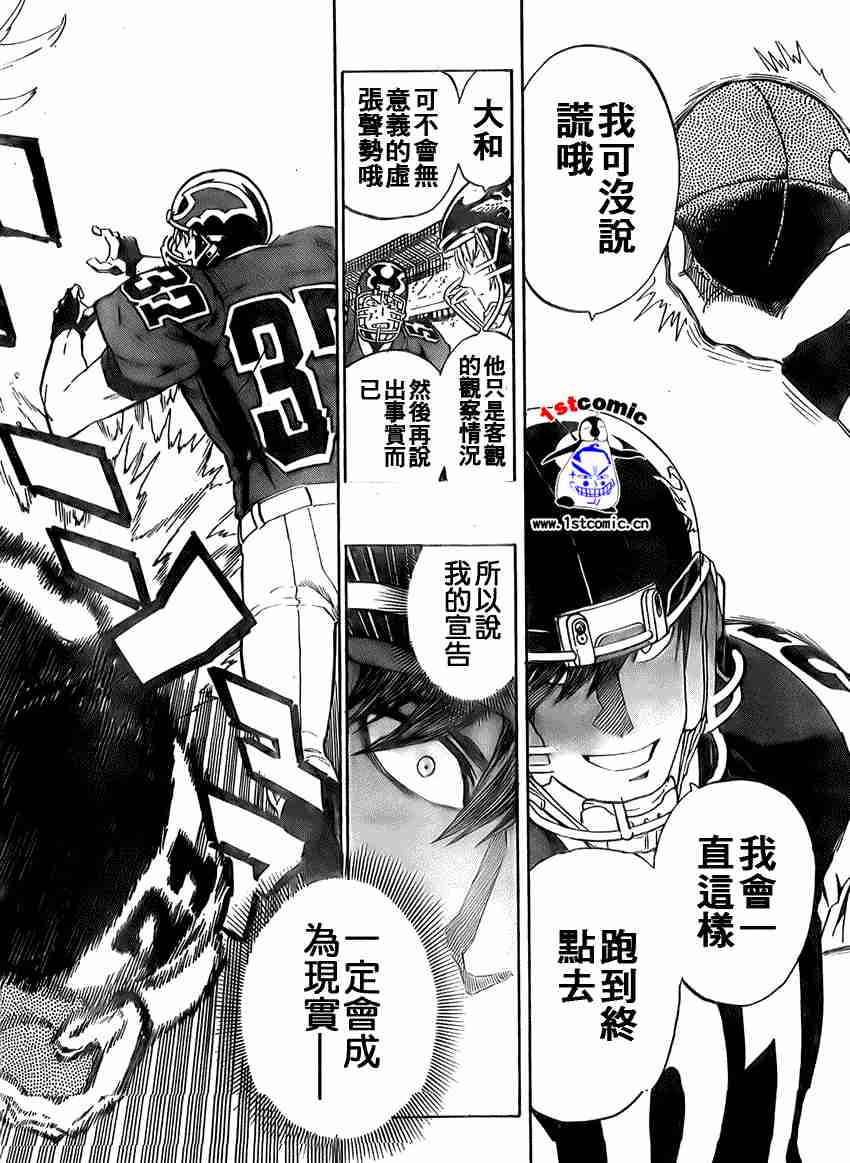 我可沒說
謊哦
我會一
直這樣
跑到終
點去
大和
可不會無
意義的虛
張聲勢哦
他只是客觀
的觀察情況
然後再說
出事實而
已
所以說
我的宣告
一定會成
為現實—
37
37
1stcomic
www.1stcomic.cn